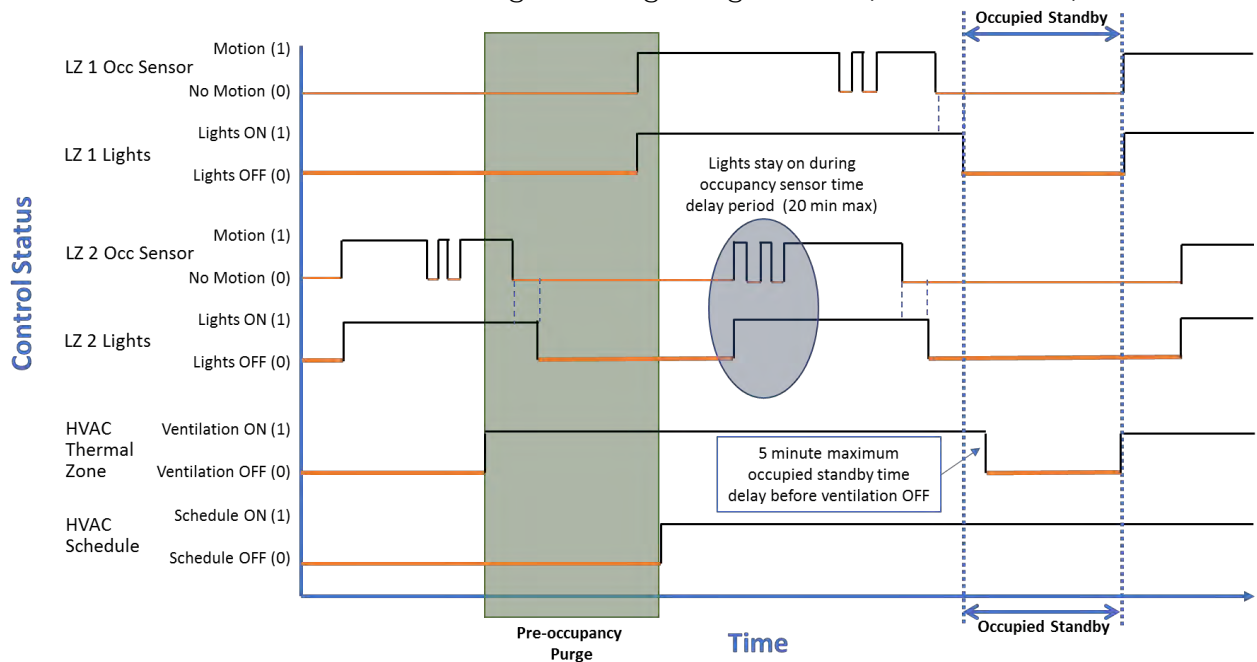 Occupied Standby
Motion (1)
LZ 1 Occ Sensor
No Motion (0)
Lights ON (1)
LZ 1 Lights
Lights OFF (0)
Lights stay on during
occupancy sensor time
delay period (20 min max)
Motion (1)
LZ 2 Occ Sensor
No Motion (0)
Lights ON (1)
LZ 2 Lights
Lights OFF (0)
Control Status
HVAC
Thermal
Zone
Ventilation ON (1)
Ventilation OFF (0)
5 minute maximum
occupied standby time
delay before ventilation OFF
HVAC
Schedule
Schedule ON (1)
Schedule OFF (0)
Pre-occupancy
Purge
Time
Occupied Standby